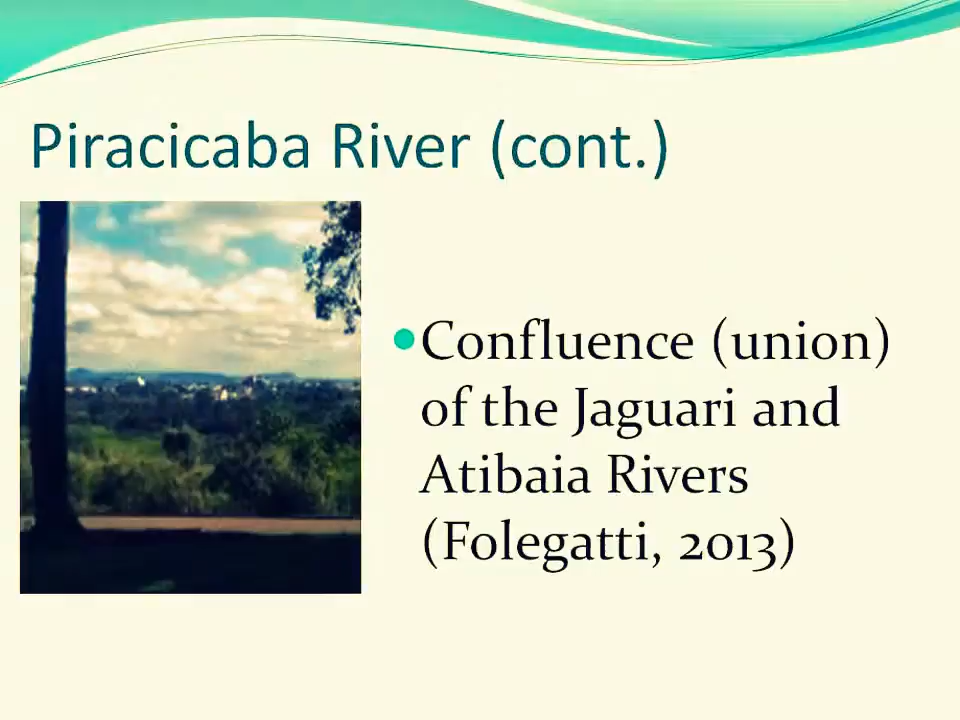 Piracicaba River (cont.)
Confluence (union)
of the Jaguari and
Atibaia Rivers
(Folegatti, 2013)